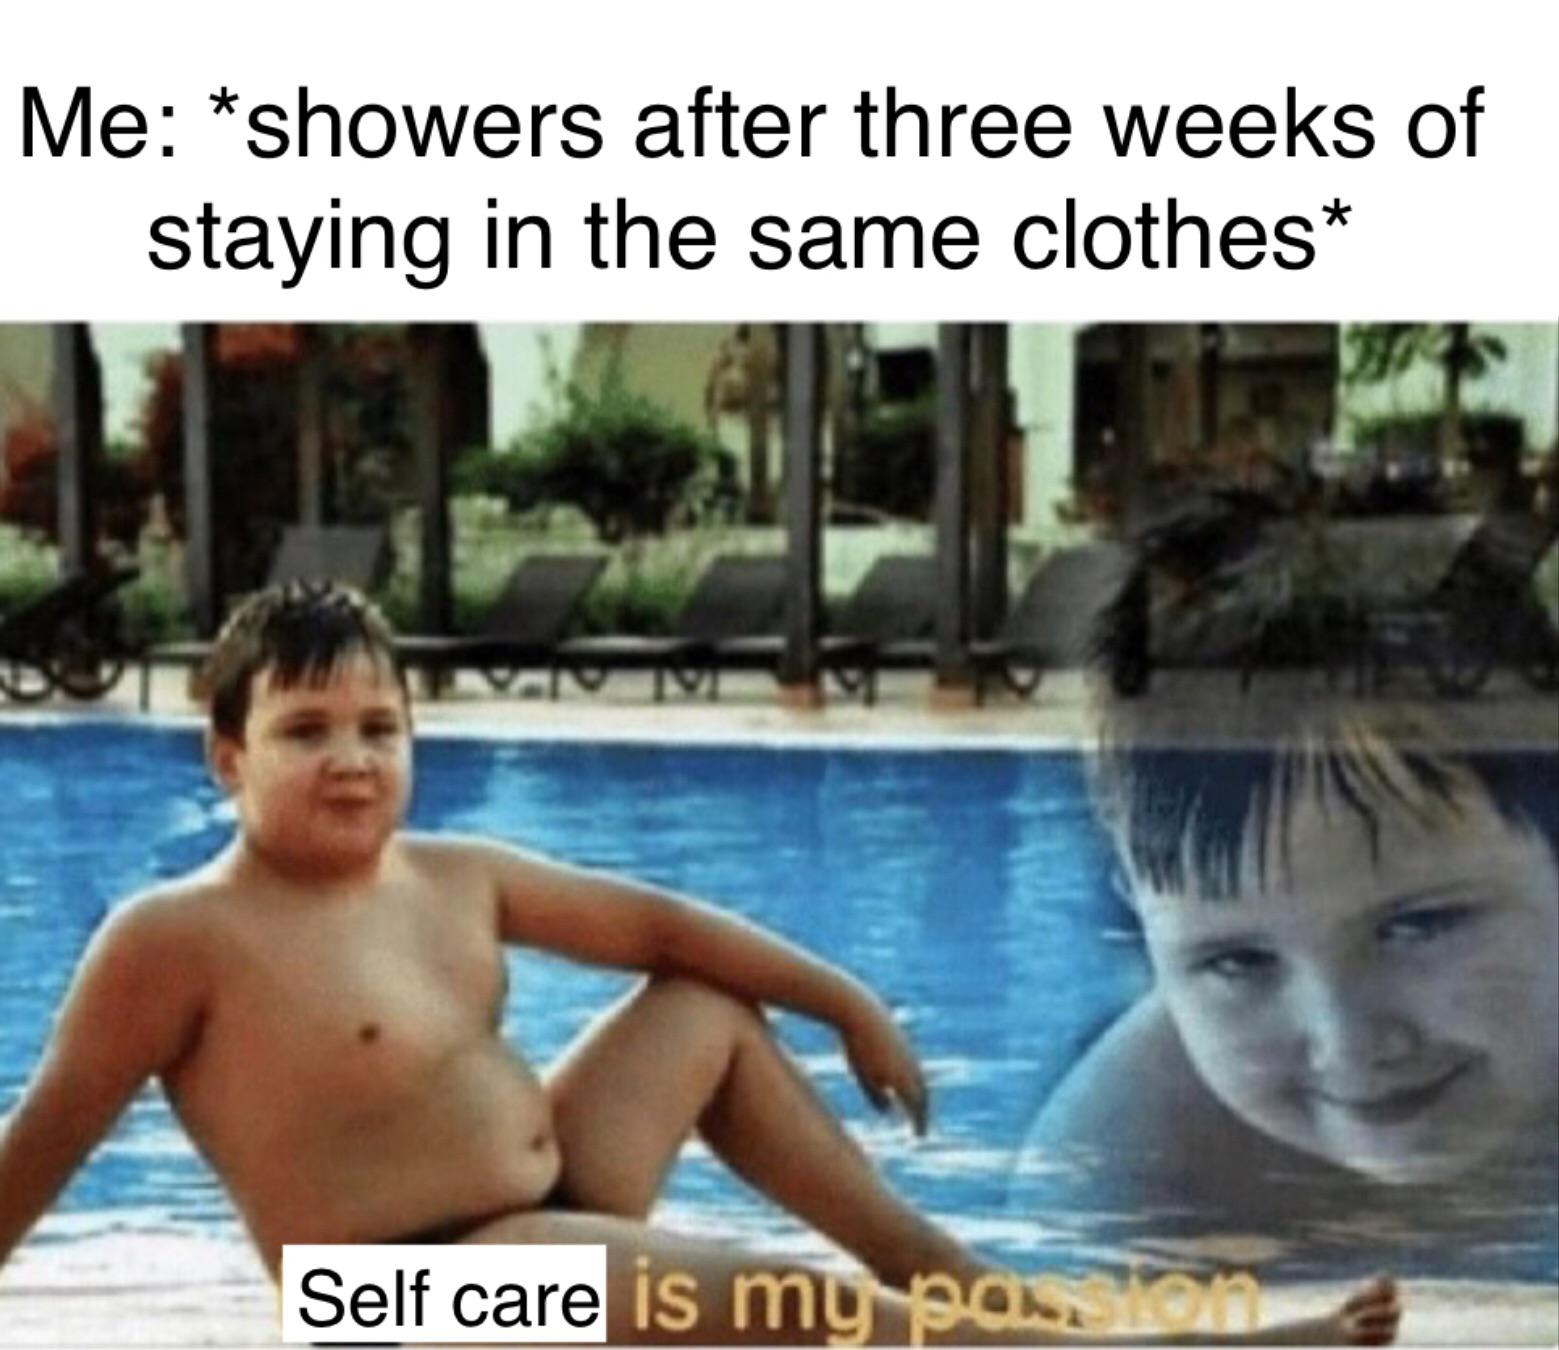 Me: *showers after three weeks of
staying in the same clothes*
Self care is my passion